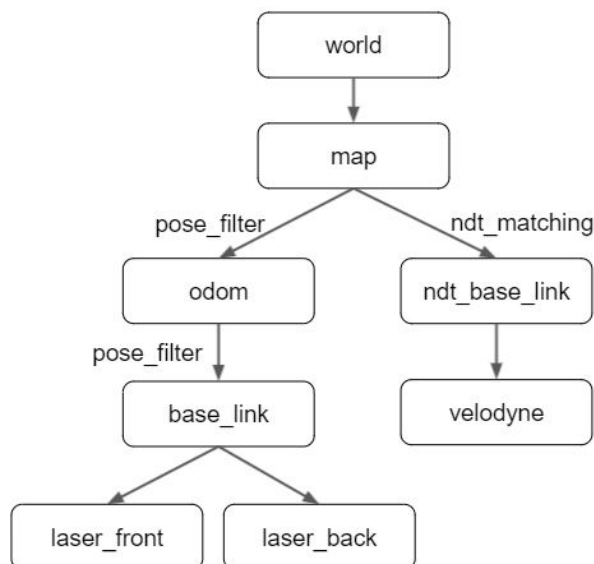 world
map
pose_filter
ndt_matching
odom
ndt_base_link
pose_filter
base_link
velodyne
laser_front
laser_back